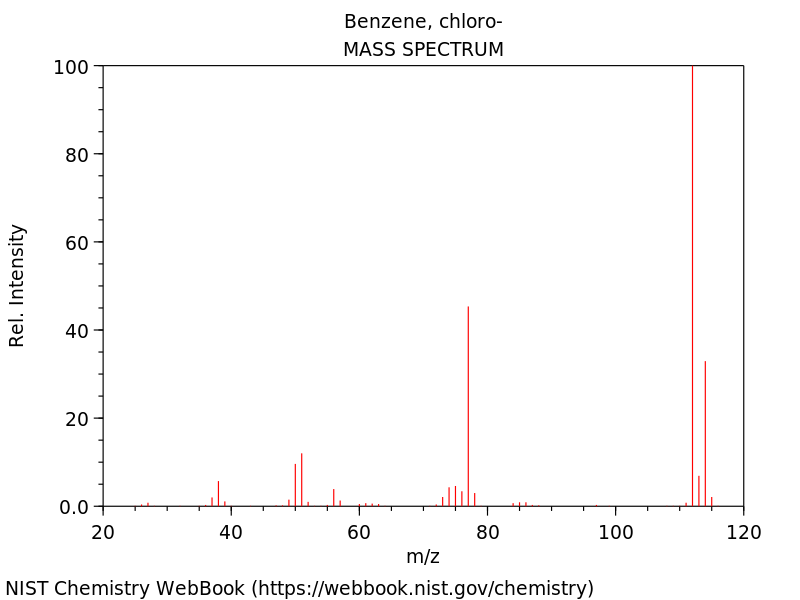 Benzene, chloro-
MASS SPECTRUM
100
80
60
40
20
0.0
Rel. Intensity
20 40 60 80 100 120
m/z
NIST Chemistry WebBook (https://webbook.nist.gov/chemistry)